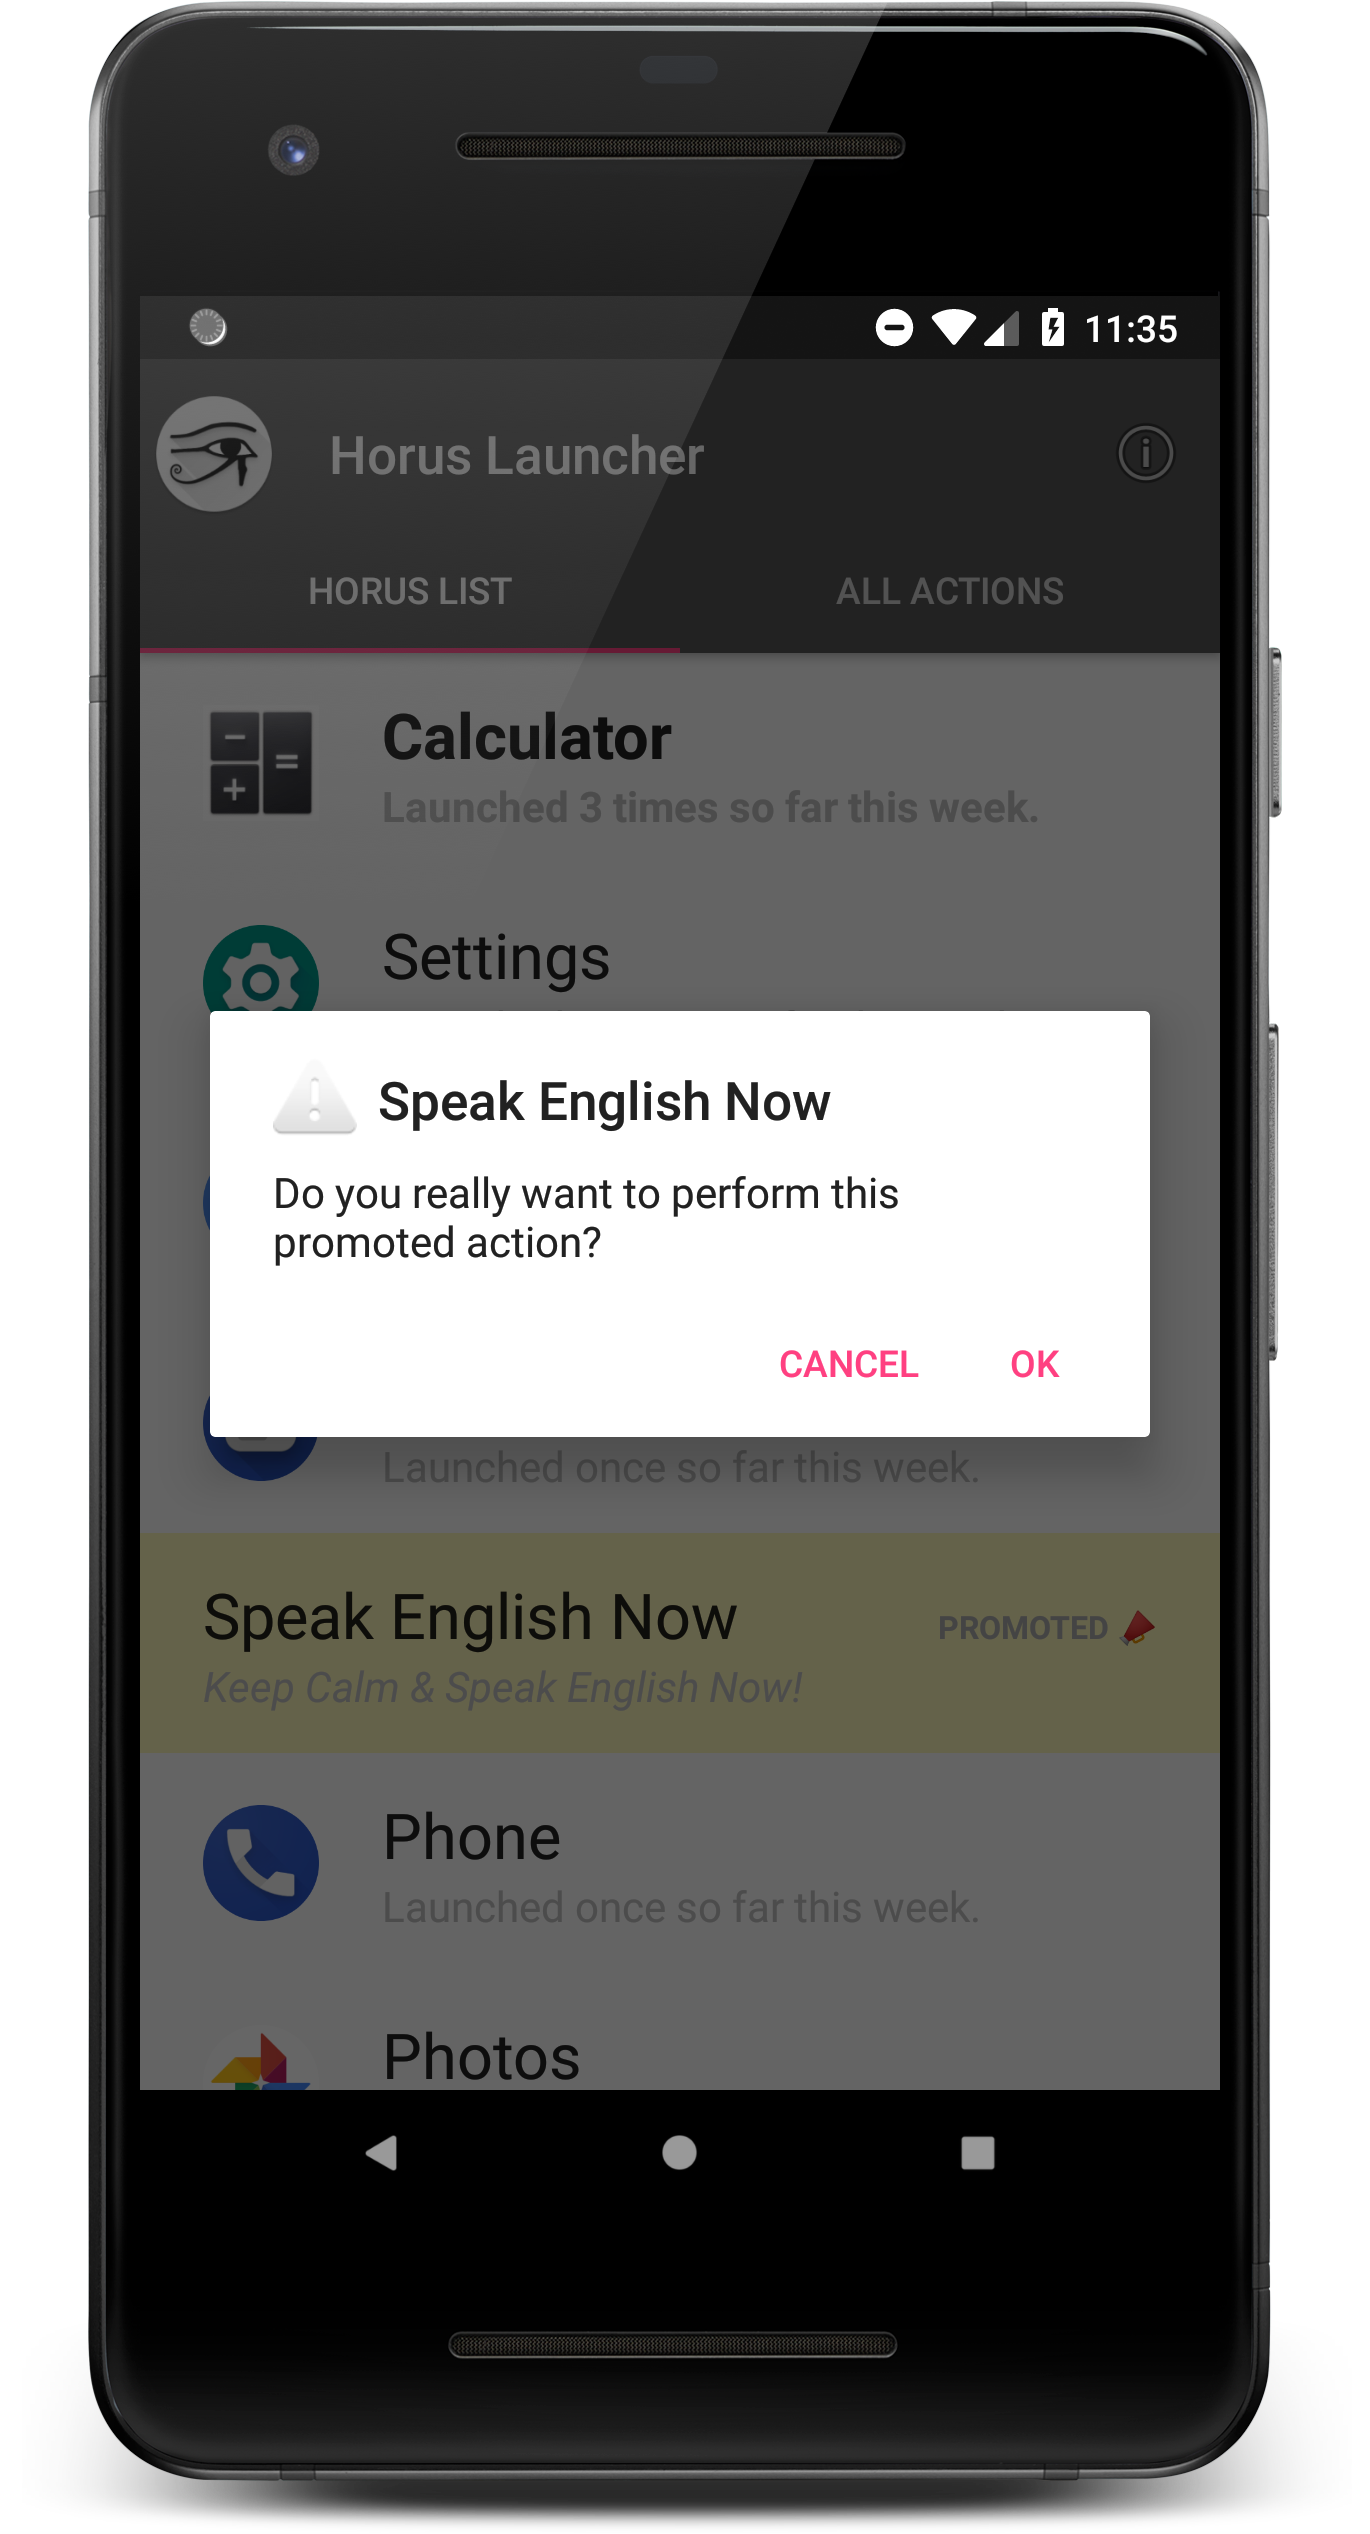 11:35
Horus Launcher
HORUS LIST
ALL ACTIONS
Calculator
Launched 3 times so far this week.
Settings
Speak English Now
Do you really want to perform this
promoted action?
CANCEL
OK
Launched once so far this week.
Speak English Now
PROMOTED
Keep Calm & Speak English Now!
Phone
Launched once so far this week.
Photos